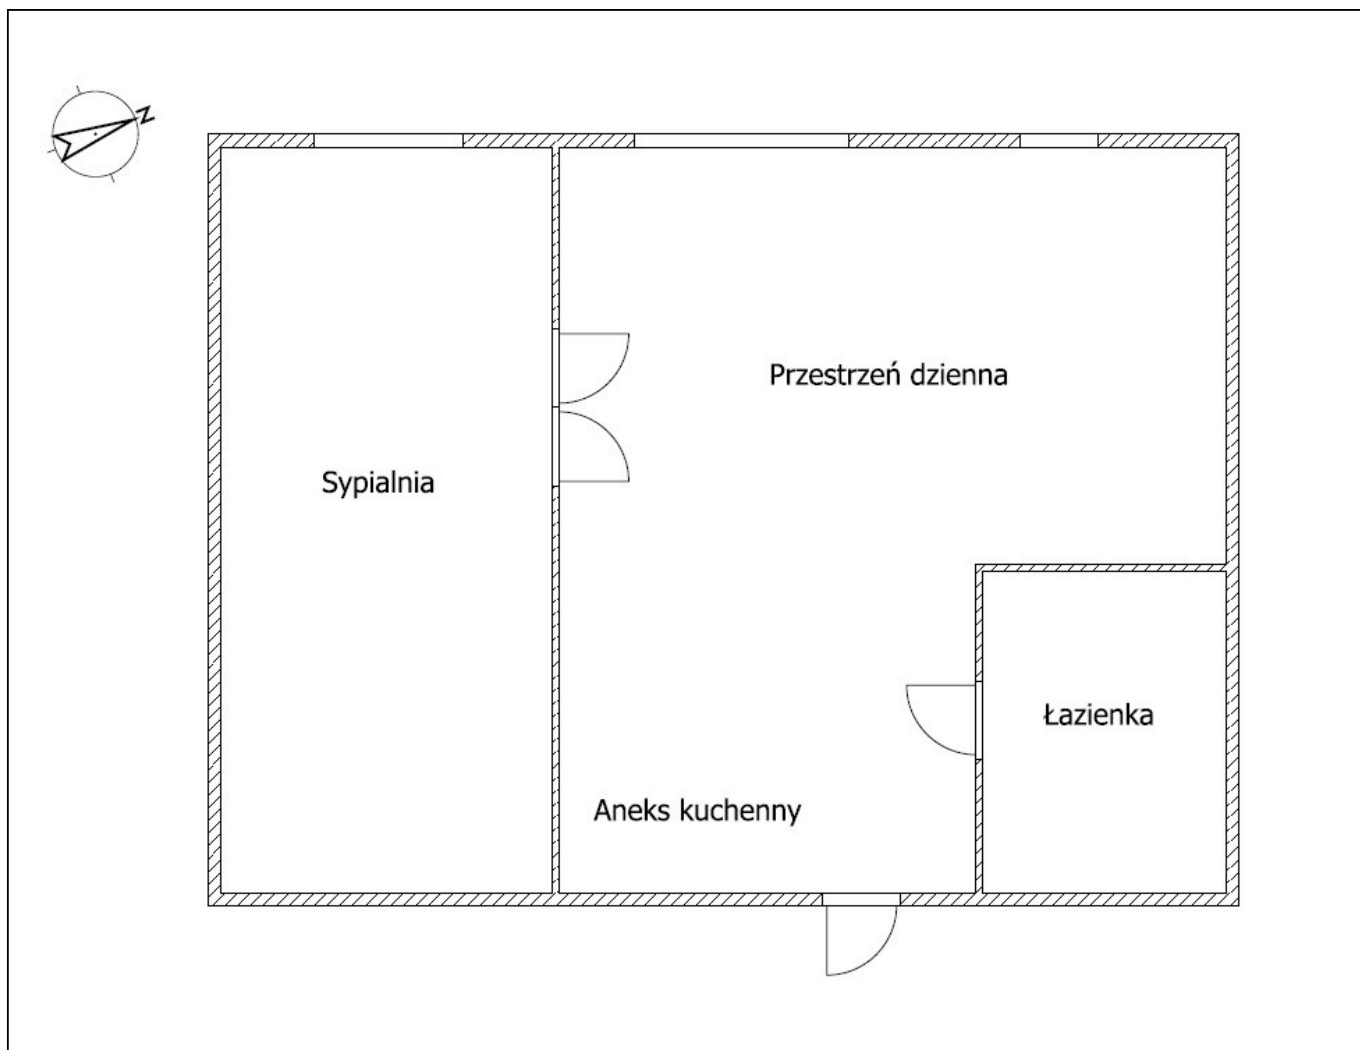 N
Przestrzeń dzienna
Sypialnia
Łazienka
Aneks kuchenny